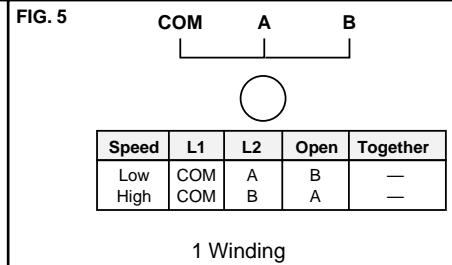 FIG. 5
COM A B
Speed L1 L2 Open Together
Low COM A B —
High COM B A —
1 Winding